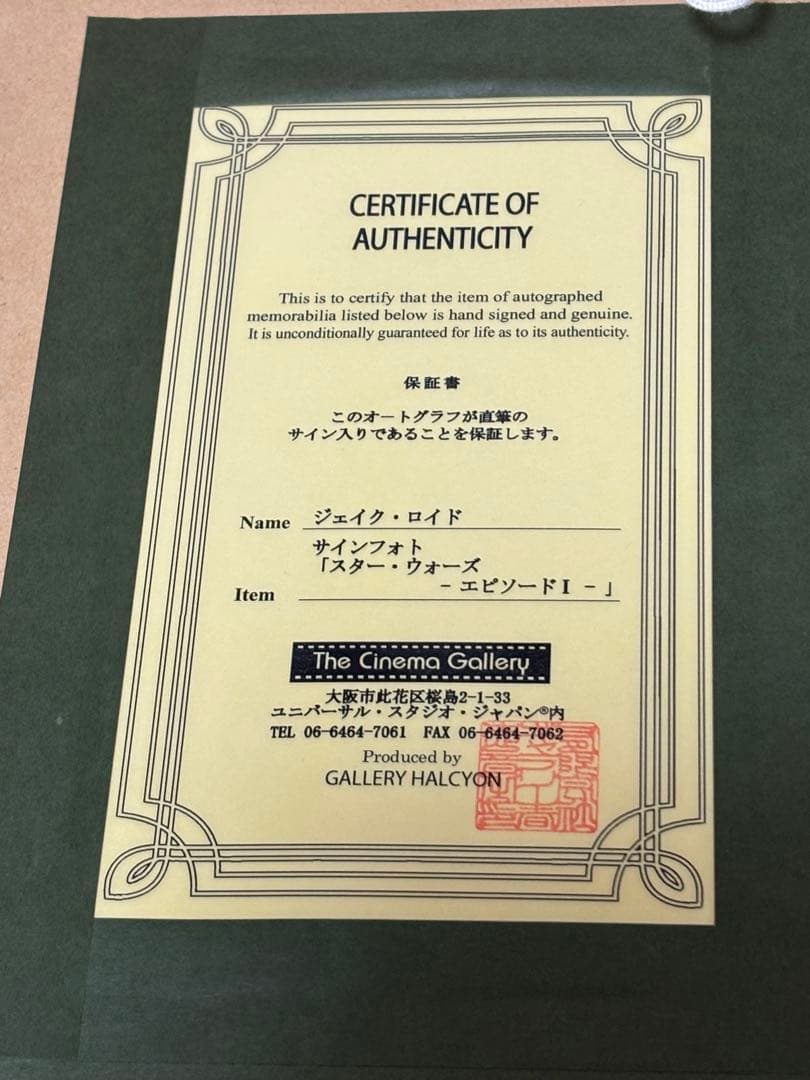 CERTIFICATE OF
AUTHENTICITY
This is to certify that the item of autographed
memorabilia listed below is hand signed and genuine.
It is unconditionally guaranteed for life as to its authenticity.
保証書
このオートグラフが直筆の
サイン入りであることを保証します。
Name ジェイク・ロイド
サインフォト
「スター・ウォーズ
Item －エピソードⅠ－」
The Cinema Gallery
大阪市此花区桜島2-1-33
ユニバーサル・スタジオ・ジャパン®内
TEL 06-6464-7061 FAX 06-6464-7062
Produced by
GALLERY HALCYON